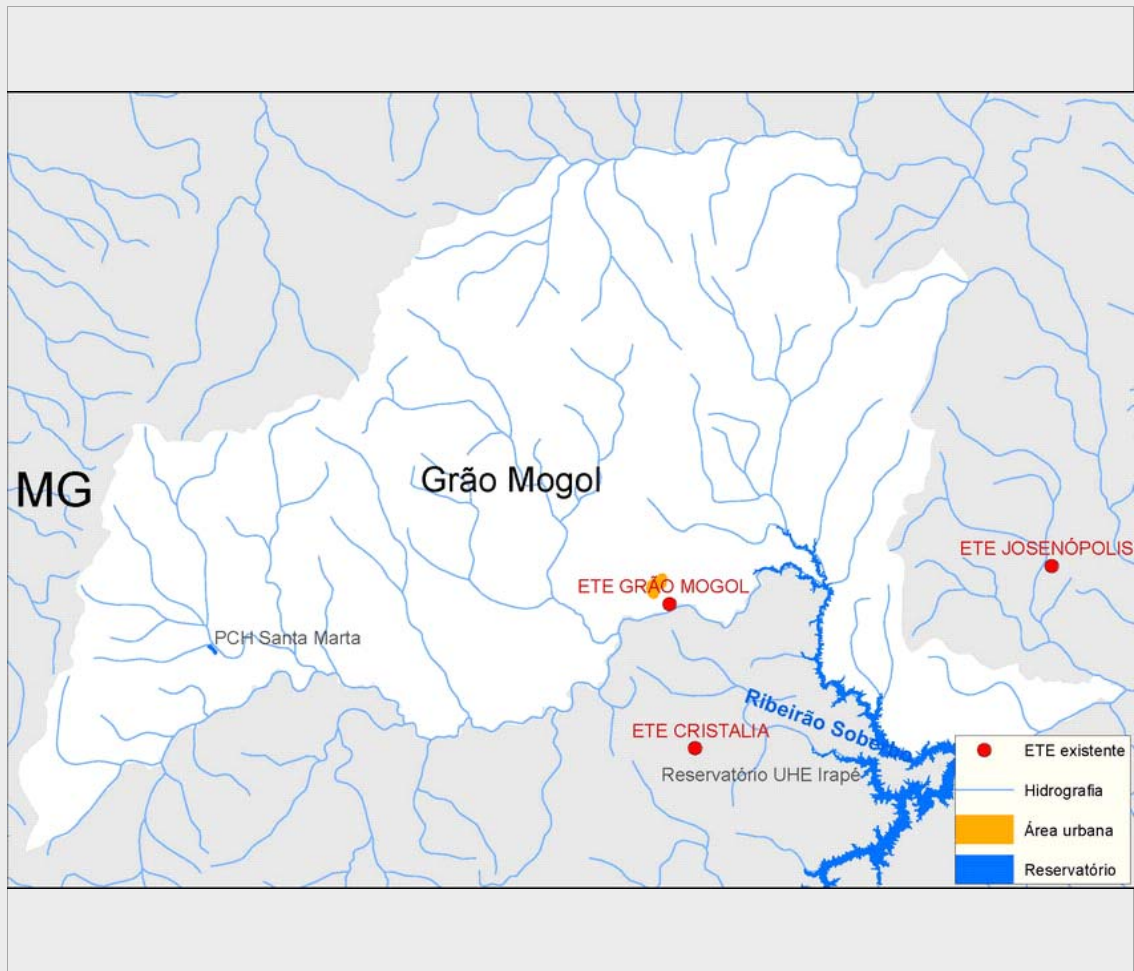 MG
Grão Mogol
ETE JOSENÓPOLIS
ETE GRÃO MOGOL
PCH Santa Marta
Ribeirão Soberbo
ETE CRISTALIA
Reservatório UHE Irapé
ETE existente
Hidrografia
Área urbana
Reservatório